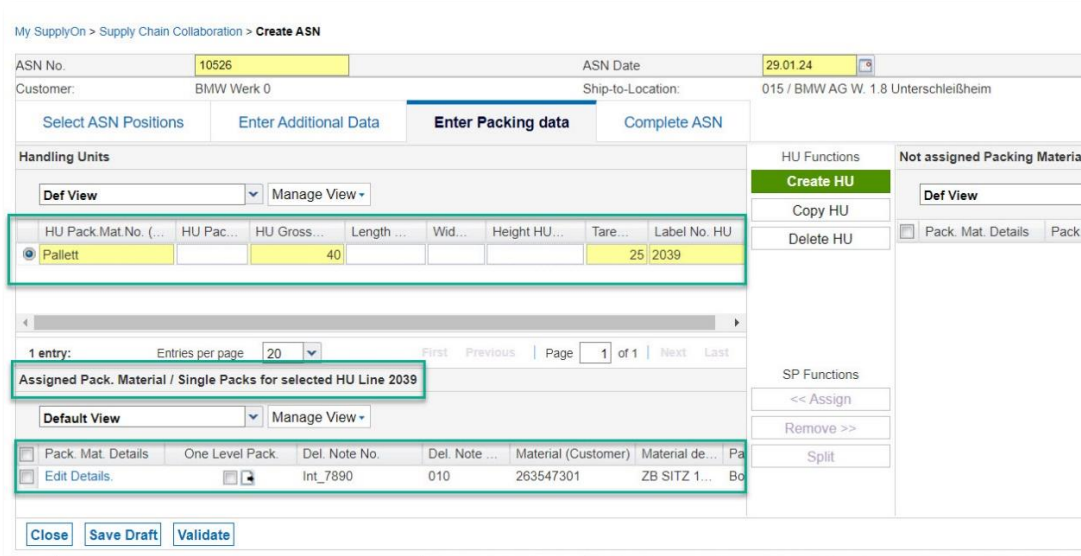 My SupplyOn > Supply Chain Collaboration > Create ASN
ASN No. 10526 ASN Date 29.01.24
Customer: BMW Werk 0 Ship-to-Location: 015 / BMW AG W. 1.8 Unterschleißheim
Select ASN Positions Enter Additional Data Enter Packing data Complete ASN
Handling Units HU Functions Not assigned Packing Materia
Def View Manage View Create HU Def View
Copy HU
HU Pack.Mat.No. (... HU Pac... HU Gross... Length ... Wid... Height HU... Tare... Label No. HU Delete HU Pack. Mat. Details Pack
Pallett 40 25 2039
1 entry: Entries per page 20 First Previous Page 1 of 1 Next Last
Assigned Pack. Material / Single Packs for selected HU Line 2039 SP Functions
<< Assign
Default View Manage View Remove >>
Pack. Mat. Details One Level Pack. Del. Note No. Del. Note ... Material (Customer) Material de... Pa Split
Edit Details. Int_7890 010 263547301 ZB SITZ 1... Bo
Close Save Draft Validate